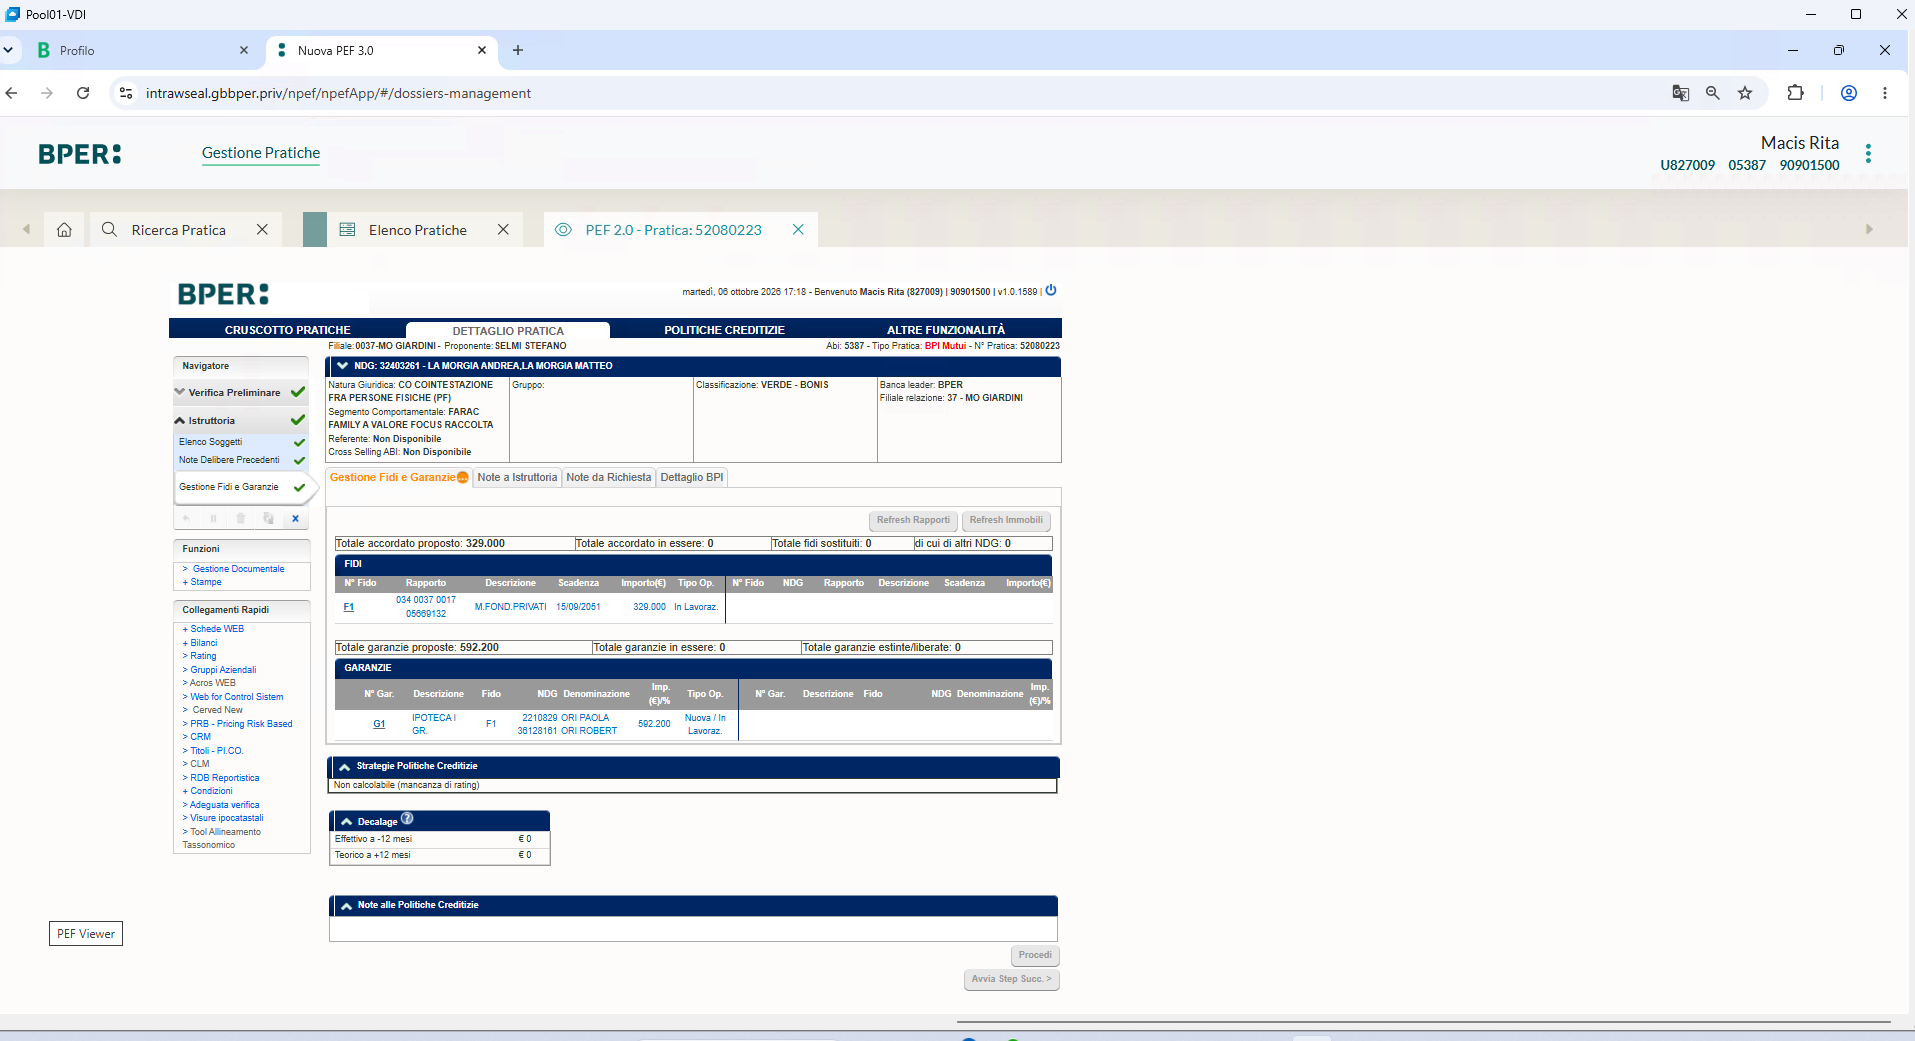 Pool01-VDI
Profilo
Nuova PEF 3.0
intrawseal.gbbper.priv/npef/npefApp/#/dossiers-management
BPER:
Gestione Pratiche
Macis Rita
U827009 05387 90901500
Ricerca Pratica
Elenco Pratiche
PEF 2.0 - Pratica: 52080223
BPER:
martedì, 06 ottobre 2026 17:18 - Benvenuto Macis Rita (827009) | 90901500 | v1.0.1589 |
CRUSCOTTO PRATICHE
DETTAGLIO PRATICA
POLITICHE CREDITIZIE
ALTRE FUNZIONALITÀ
Filiale: 0037-MO GIARDINI - Proponente: SELMI STEFANO
Abi: 5387 - Tipo Pratica: BPI Mutui - N° Pratica: 52080223
Navigatore
Verifica Preliminare
Istruttoria
Elenco Soggetti
Note Delibere Precedenti
Gestione Fidi e Garanzie
Funzioni
> Gestione Documentale
+ Stampe
Collegamenti Rapidi
+ Schede WEB
+ Bilanci
> Rating
> Gruppi Aziendali
> Acros WEB
> Web for Control Sistem
> Cerved New
> PRB - Pricing Risk Based
> CRM
> Titoli - PI.CO.
> CLM
> RDB Reportistica
+ Condizioni
> Adeguata verifica
> Visure ipocatastali
> Tool Allineamento
Tassonomico
NDG: 32403261 - LA MORGIA ANDREA,LA MORGIA MATTEO
Natura Giuridica: CO COINTESTAZIONE
FRA PERSONE FISICHE (PF)
Segmento Comportamentale: FARAC
FAMILY A VALORE FOCUS RACCOLTA
Referente: Non Disponibile
Cross Selling ABI: Non Disponibile
Gruppo:
Classificazione: VERDE - BONIS
Banca leader: BPER
Filiale relazione: 37 - MO GIARDINI
Gestione Fidi e Garanzie
Note a Istruttoria
Note da Richiesta
Dettaglio BPI
Refresh Rapporti
Refresh Immobili
Totale accordato proposto: 329.000
Totale accordato in essere: 0
Totale fidi sostituiti: 0
di cui di altri NDG: 0
FIDI
N° Fido Rapporto Descrizione Scadenza Importo(€) Tipo Op. N° Fido NDG Rapporto Descrizione Scadenza Importo(€)
F1 034 0037 0017 05669132 M.FOND.PRIVATI 15/09/2051 329.000 In Lavoraz.
Totale garanzie proposte: 592.200
Totale garanzie in essere: 0
Totale garanzie estinte/liberate: 0
GARANZIE
N° Gar. Descrizione Fido NDG Denominazione Imp. (€)/% Tipo Op. N° Gar. Descrizione Fido NDG Denominazione Imp. (€)/%
G1 IPOTECA I GR. F1 2210829 ORI PAOLA 36128161 ORI ROBERT 592.200 Nuova / In Lavoraz.
Strategie Politiche Creditizie
Non calcolabile (mancanza di rating)
Decalage
Effettivo a -12 mesi € 0
Teorico a +12 mesi € 0
Note alle Politiche Creditizie
PEF Viewer
Procedi
Avvia Step Succ. >